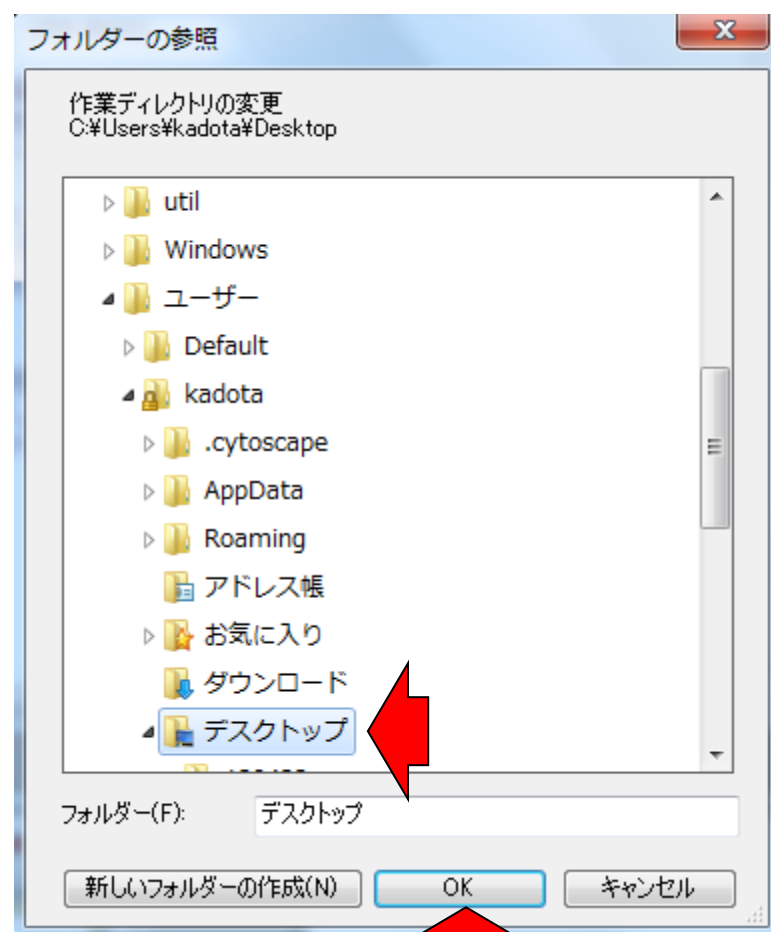 フォルダーの参照
作業ディレクトリの変更
C:¥Users¥kadota¥Desktop
util
Windows
ユーザー
Default
kadota
.cytoscape
AppData
Roaming
アドレス帳
お気に入り
ダウンロード
デスクトップ
フォルダー(F): デスクトップ
新しいフォルダーの作成(N) OK キャンセル